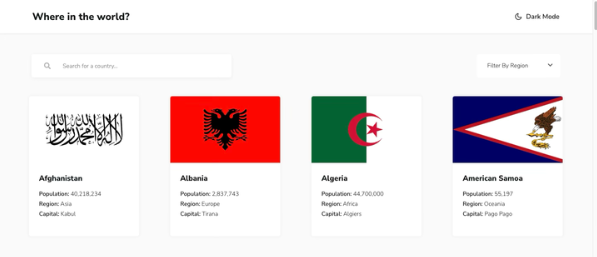 Where in the world?
Dark Mode
Search for a country...
Filter By Region
لا إله إلا الله محمد رسول الله
Afghanistan
Population: 40,218,234
Region: Asia
Capital: Kabul
Albania
Population: 2,837,743
Region: Europe
Capital: Tirana
Algeria
Population: 44,700,000
Region: Africa
Capital: Algiers
American Samoa
Population: 55,197
Region: Oceania
Capital: Pago Pago